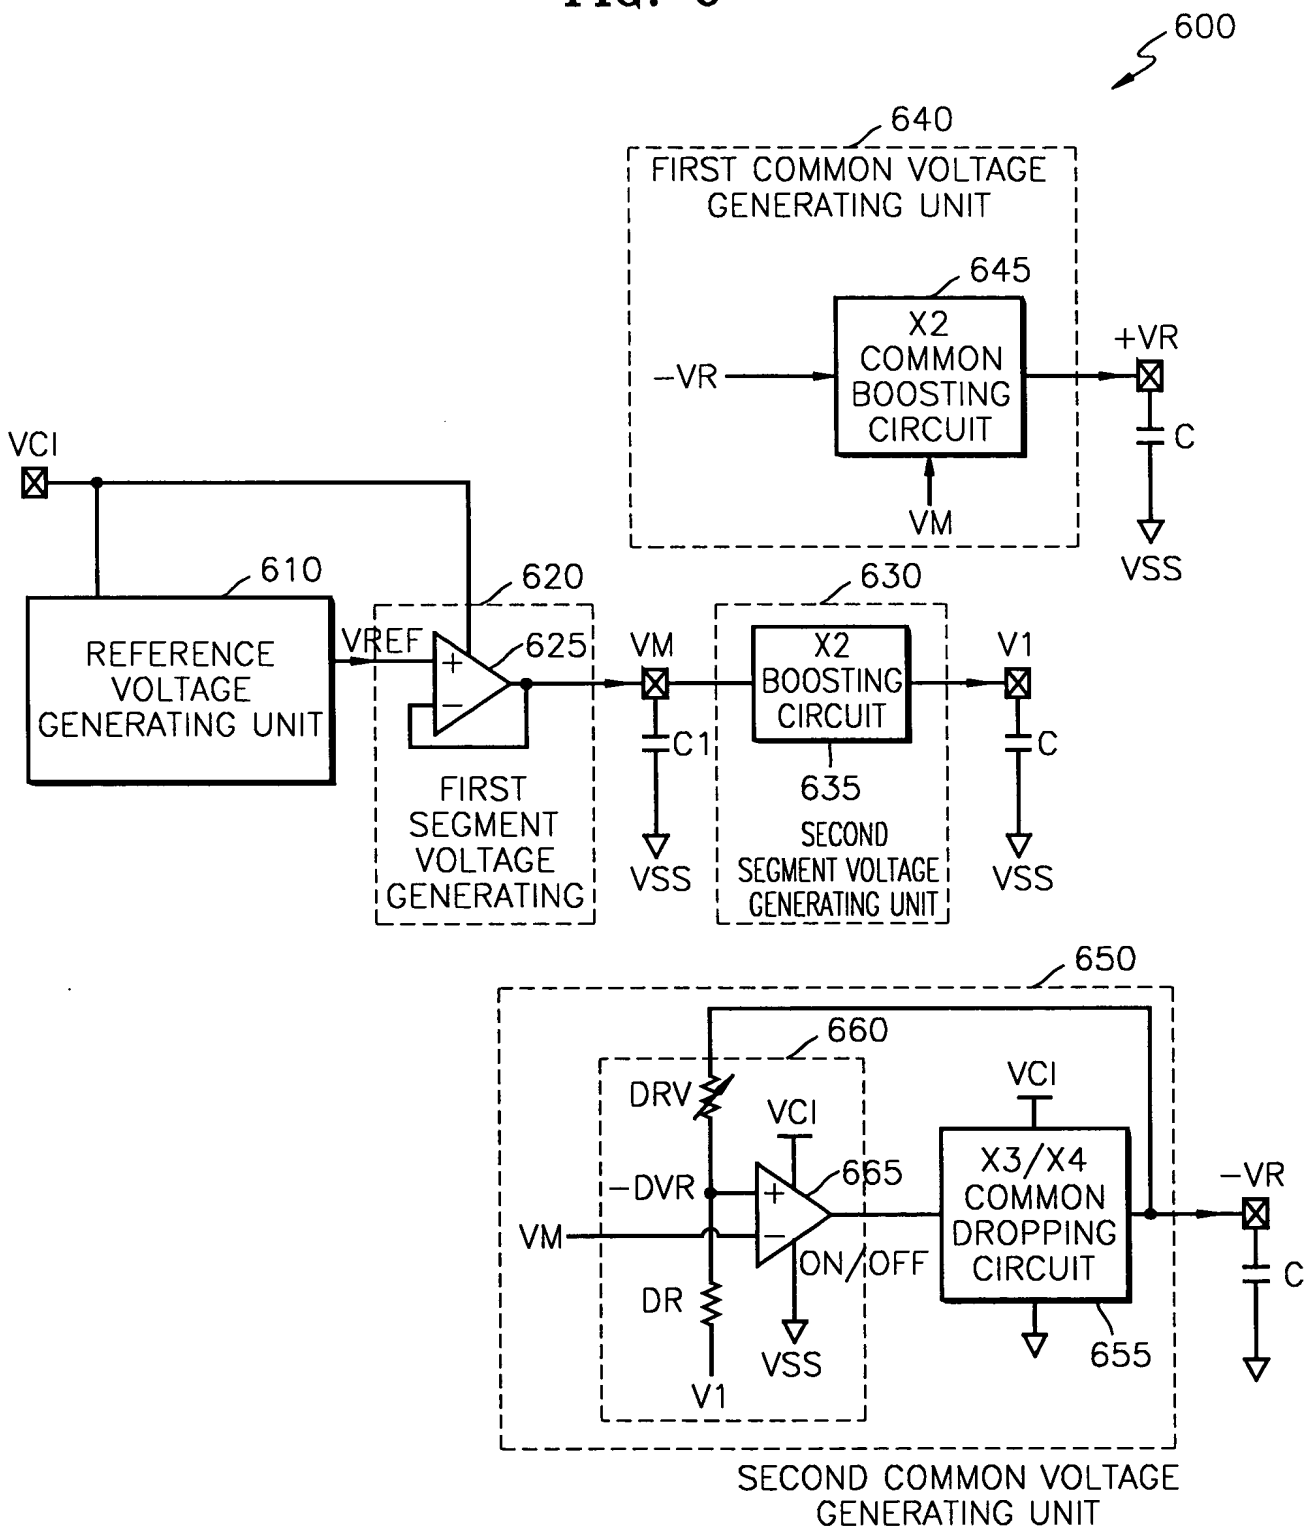 FIG. 6
600
640
FIRST COMMON VOLTAGE
GENERATING UNIT
645
X2
COMMON
BOOSTING
CIRCUIT
-VR
VM
+VR
C
VSS
VCI
610
REFERENCE
VOLTAGE
GENERATING UNIT
VREF
620
+
-
625
FIRST
SEGMENT
VOLTAGE
GENERATING
VM
C1
VSS
630
X2
BOOSTING
CIRCUIT
635
SECOND
SEGMENT VOLTAGE
GENERATING UNIT
V1
C
VSS
650
660
DRV
VCI
-DVR
+
-
665
VM
ON/OFF
DR
VSS
V1
VCI
X3/X4
COMMON
DROPPING
CIRCUIT
655
-VR
C
SECOND COMMON VOLTAGE
GENERATING UNIT